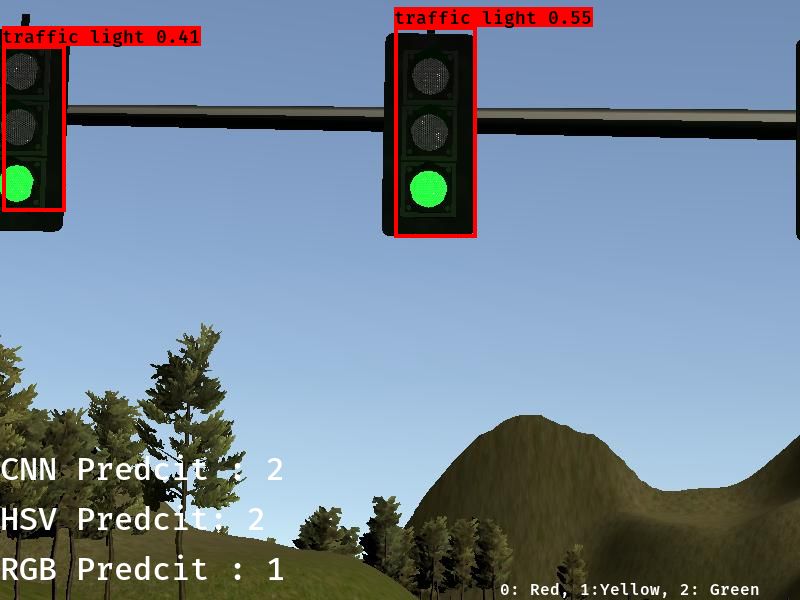 traffic light 0.55
traffic light 0.41
CNN Predcit : 2
HSV Predcit: 2
RGB Predcit : 1
0: Red, 1:Yellow, 2: Green